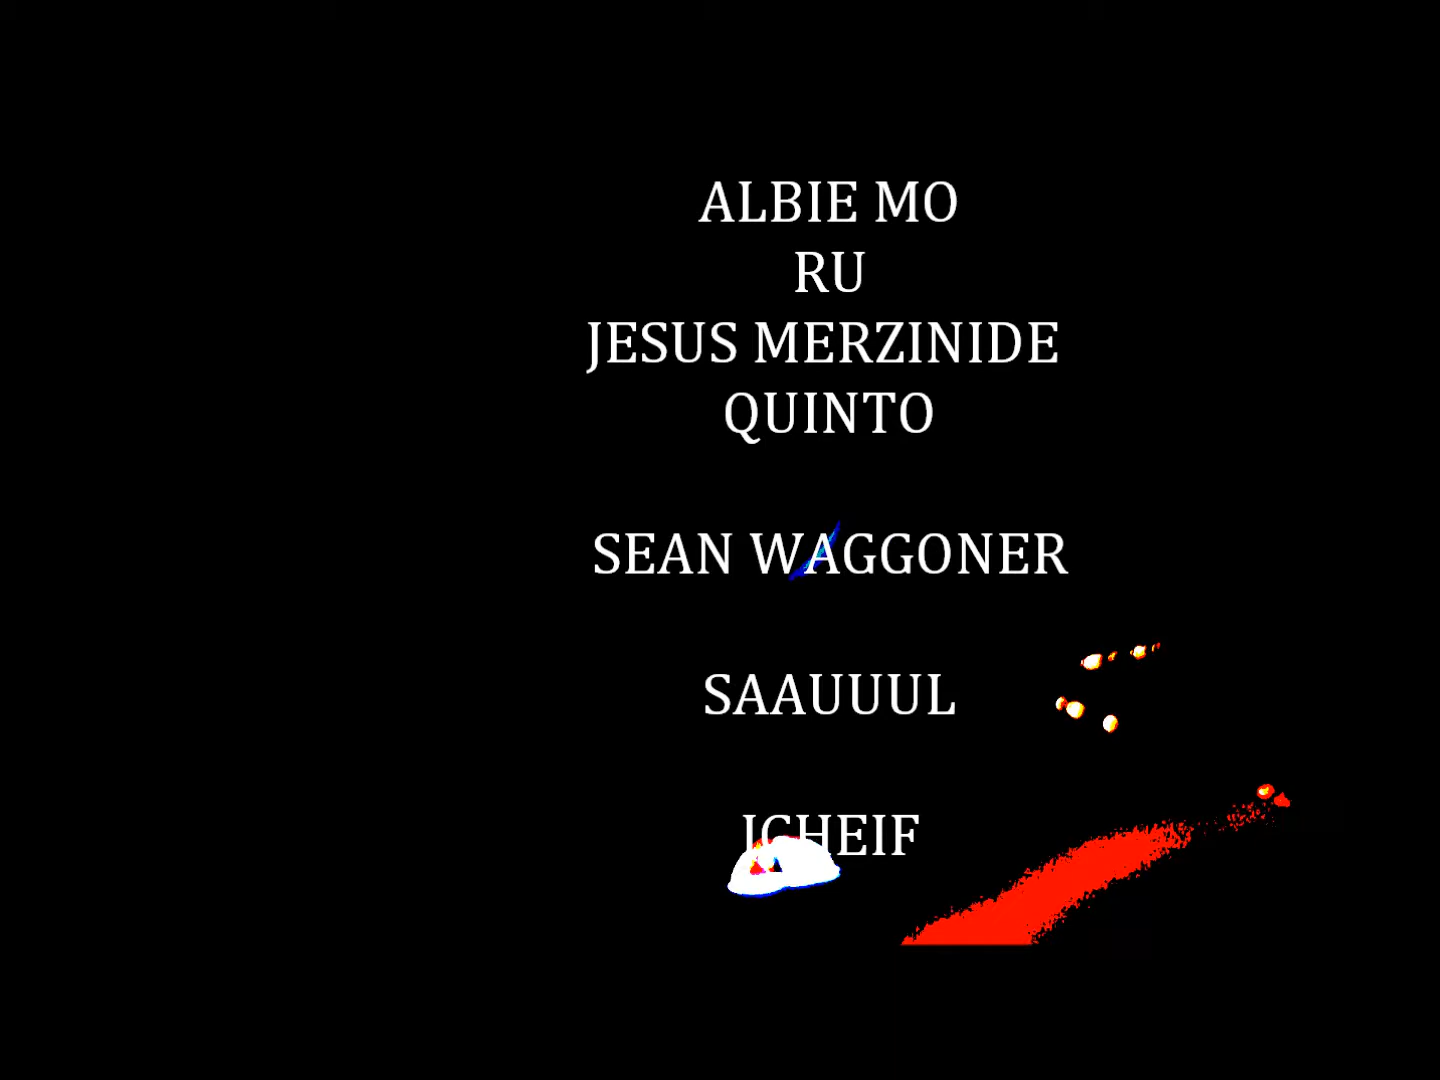 ALBIE MO
RU
JESUS MERZINIDE
QUINTO
SEAN WAGGONER
SAAUUUL
JCHEIF